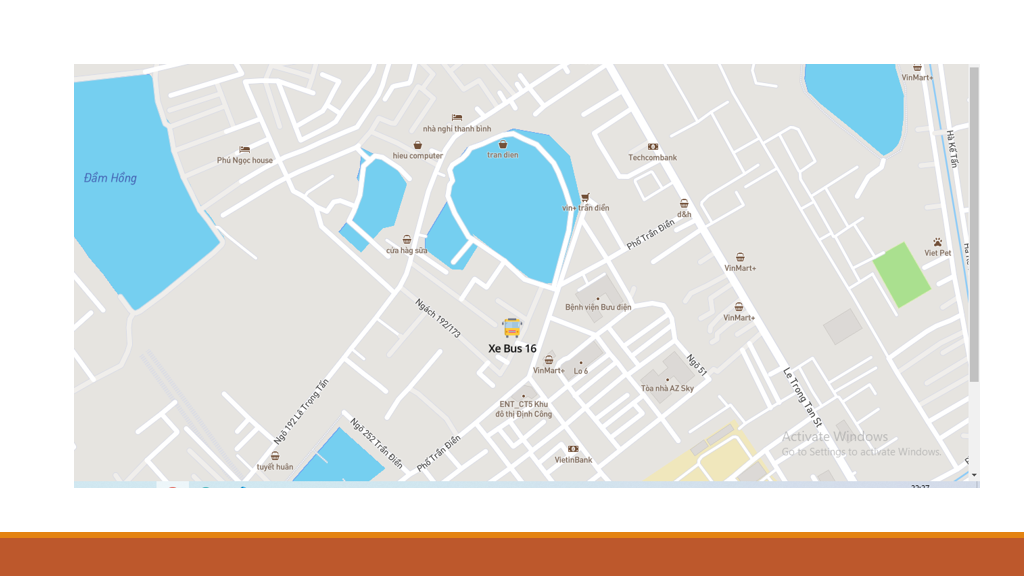 VinMart+
nhà nghỉ thanh bình
hieu computer
tran dien
Phú Ngọc house
Techcombank
Hà Kế Tấn
Đầm Hồng
vin+ trần điền
d&h
Phố Trần Điền
cửa hàg sữa
Viet Pet
VinMart+
Ngách 192/173
Bệnh viện Bưu điện
VinMart+
Xe Bus 16
VinMart+
Lo 6
Ngõ 51
Tòa nhà AZ Sky
Le Trong Tan St
ENT_CT5 Khu
đô thị Định Công
Ngõ 192 Lê Trọng Tấn
Ngõ 252 Trần Điền
Phố Trần Điền
Activate Windows
Go to Settings to activate Windows.
VietinBank
tuyết huấn